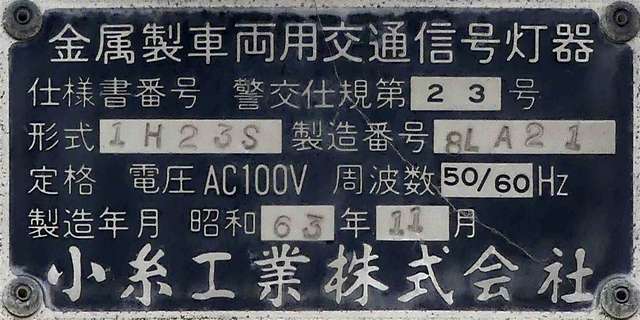 金属製車両用交通信号灯器
仕様書番号 警交仕規第 23 号
形式 1H23S 製造番号 8LA21
定格 電圧 AC100V 周波数 50/60 Hz
製造年月 昭和 63 年 11 月
小糸工業株式会社